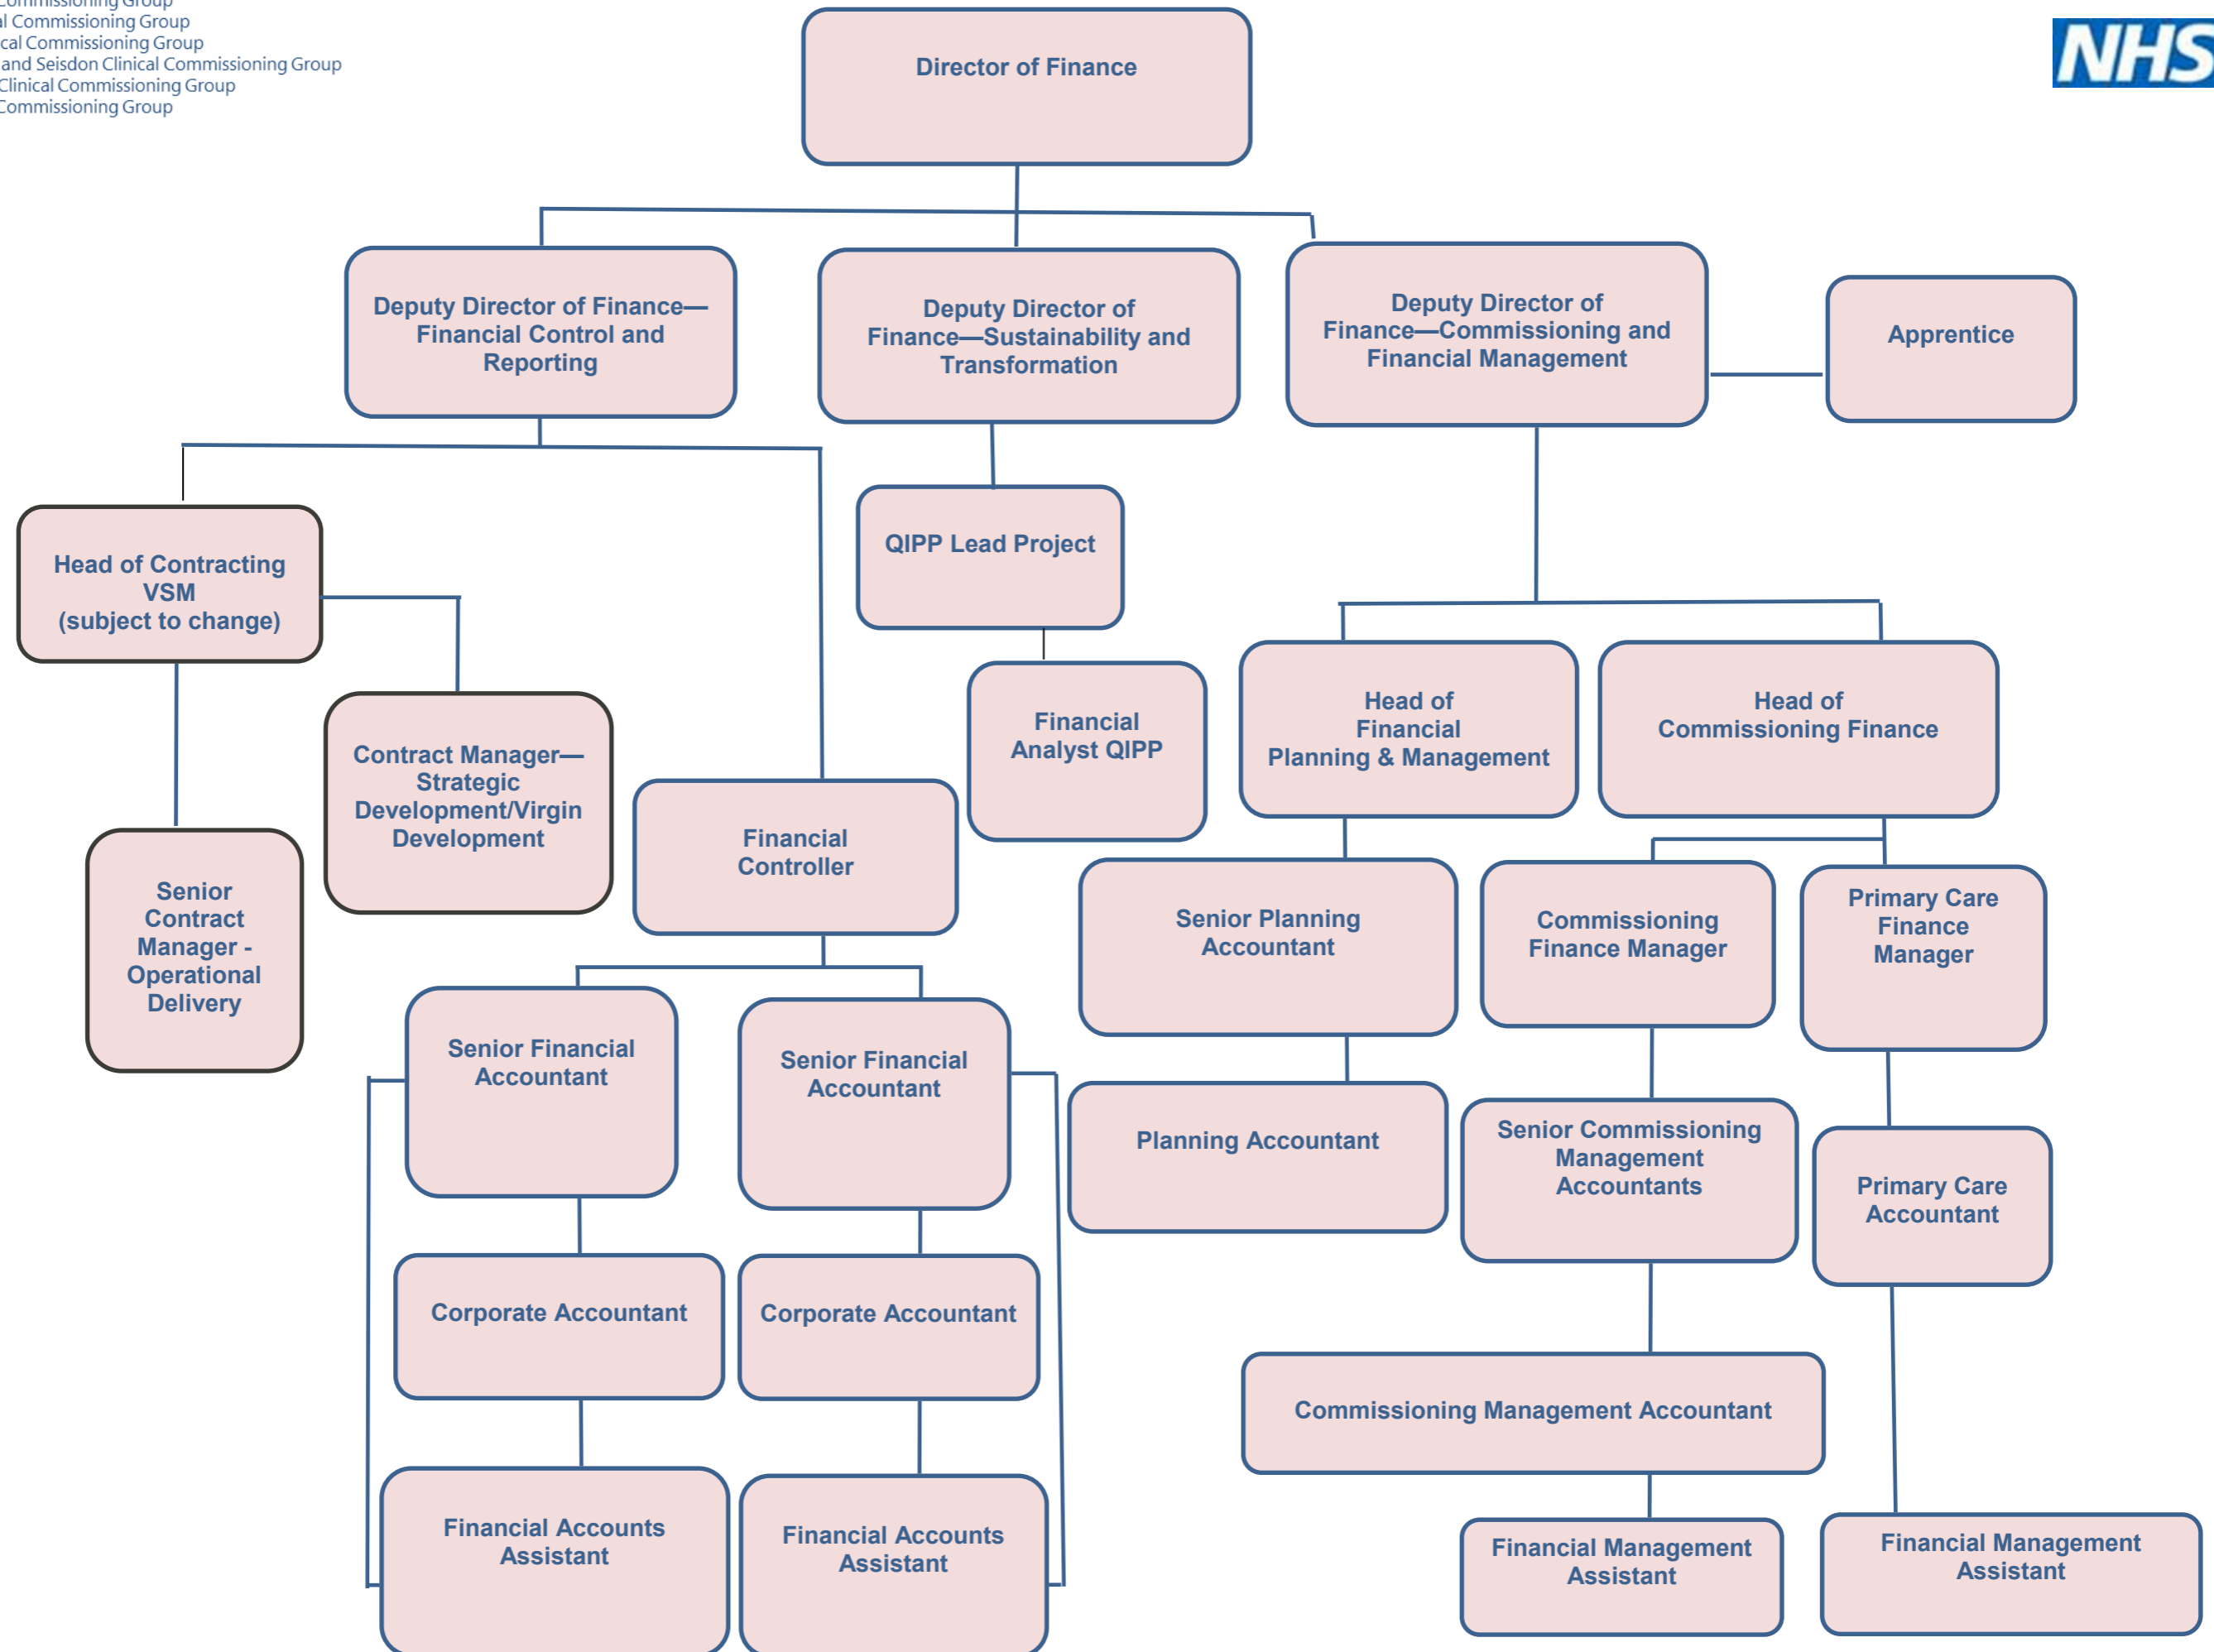 Commissioning Group
Commissioning Group
Commissioning Group
and Seisdon Clinical Commissioning Group
Clinical Commissioning Group
Commissioning Group
NHS
Director of Finance
Deputy Director of Finance—
Financial Control and
Reporting
Deputy Director of
Finance—Sustainability and
Transformation
Deputy Director of
Finance—Commissioning and
Financial Management
Apprentice
Head of Contracting
VSM
(subject to change)
QIPP Lead Project
Contract Manager—
Strategic
Development/Virgin
Development
Financial
Analyst QIPP
Head of
Financial
Planning & Management
Head of
Commissioning Finance
Senior
Contract
Manager -
Operational
Delivery
Financial
Controller
Senior Planning
Accountant
Commissioning
Finance Manager
Primary Care
Finance
Manager
Senior Financial
Accountant
Senior Financial
Accountant
Planning Accountant
Senior Commissioning
Management
Accountants
Primary Care
Accountant
Corporate Accountant
Corporate Accountant
Commissioning Management Accountant
Financial Accounts
Assistant
Financial Accounts
Assistant
Financial Management
Assistant
Financial Management
Assistant